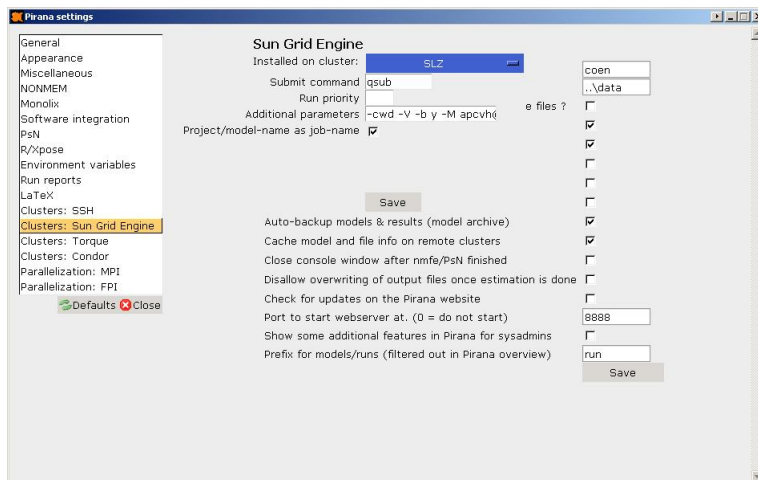 Pirana settings
General
Appearance
Miscellaneous
NONMEM
Monolix
Software integration
PsN
R/Xpose
Environment variables
Run reports
LaTeX
Clusters: SSH
Clusters: Sun Grid Engine
Clusters: Torque
Clusters: Condor
Parallelization: MPI
Parallelization: FPI
Defaults Close
Sun Grid Engine
Installed on cluster: SLZ
coen
Submit command qsub
..\data
Run priority
e files ?
Additional parameters -cwd -V -b y -M apcvh@
Project/model-name as job-name
Save
Auto-backup models & results (model archive)
Cache model and file info on remote clusters
Close console window after nmfe/PsN finished
Disallow overwriting of output files once estimation is done
Check for updates on the Pirana website
Port to start webserver at. (0 = do not start) 8888
Show some additional features in Pirana for sysadmins
Prefix for models/runs (filtered out in Pirana overview) run
Save